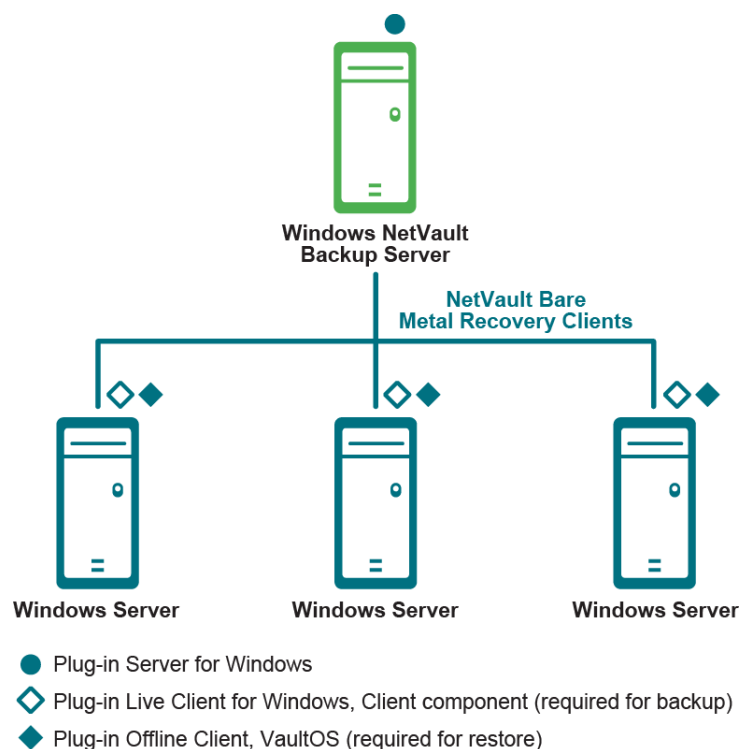 Windows NetVault
Backup Server
NetVault Bare
Metal Recovery Clients
Windows Server
Windows Server
Windows Server
Plug-in Server for Windows
Plug-in Live Client for Windows, Client component (required for backup)
Plug-in Offline Client, VaultOS (required for restore)